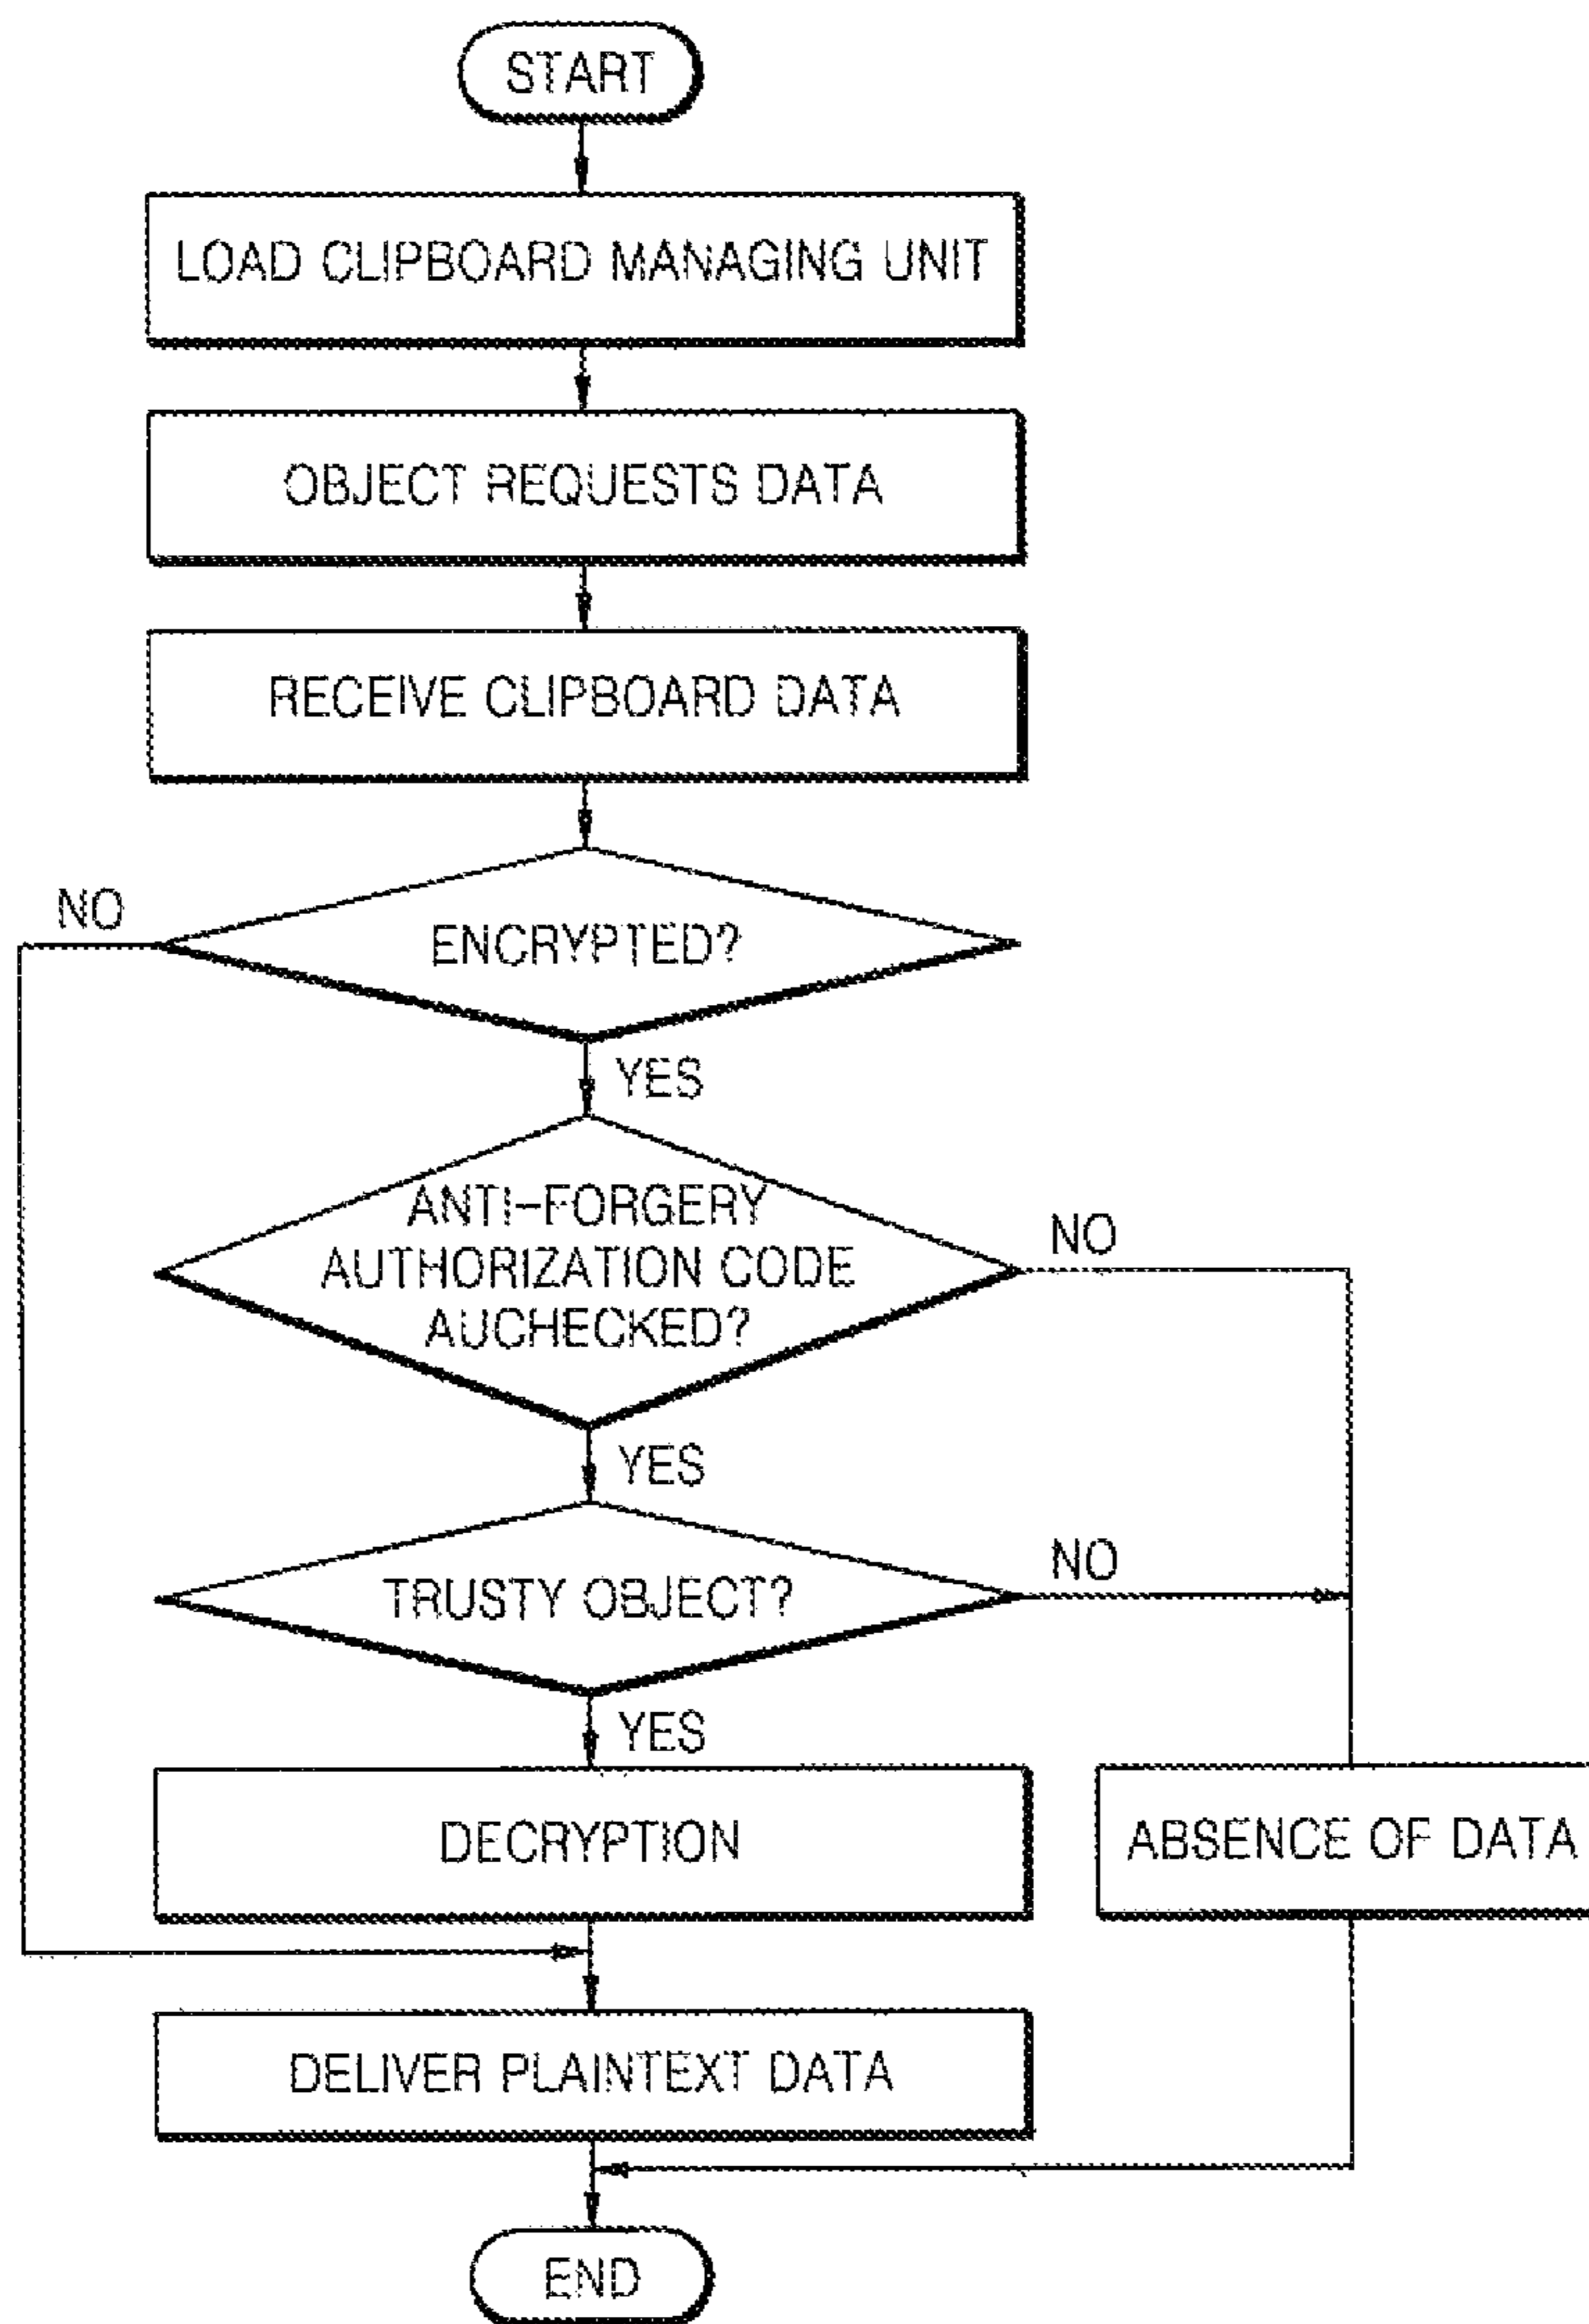 START
LOAD CLIPBOARD MANAGING UNIT
OBJECT REQUESTS DATA
RECEIVE CLIPBOARD DATA
NO
ENCRYPTED?
YES
ANTI-FORGERY
AUTHORIZATION CODE
AUCHECKED?
NO
YES
TRUSTY OBJECT?
NO
YES
DECRYPTION
ABSENCE OF DATA
DELIVER PLAINTEXT DATA
END